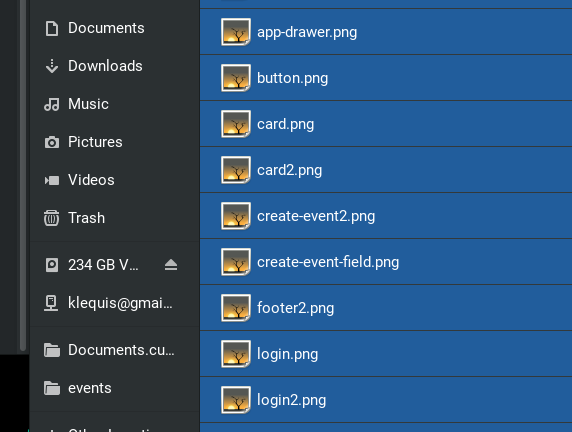 Documents
Downloads
Music
Pictures
Videos
Trash
234 GB V...
klequis@gmai...
Documents.cu...
events
app-drawer.png
button.png
card.png
card2.png
create-event2.png
create-event-field.png
footer2.png
login.png
login2.png